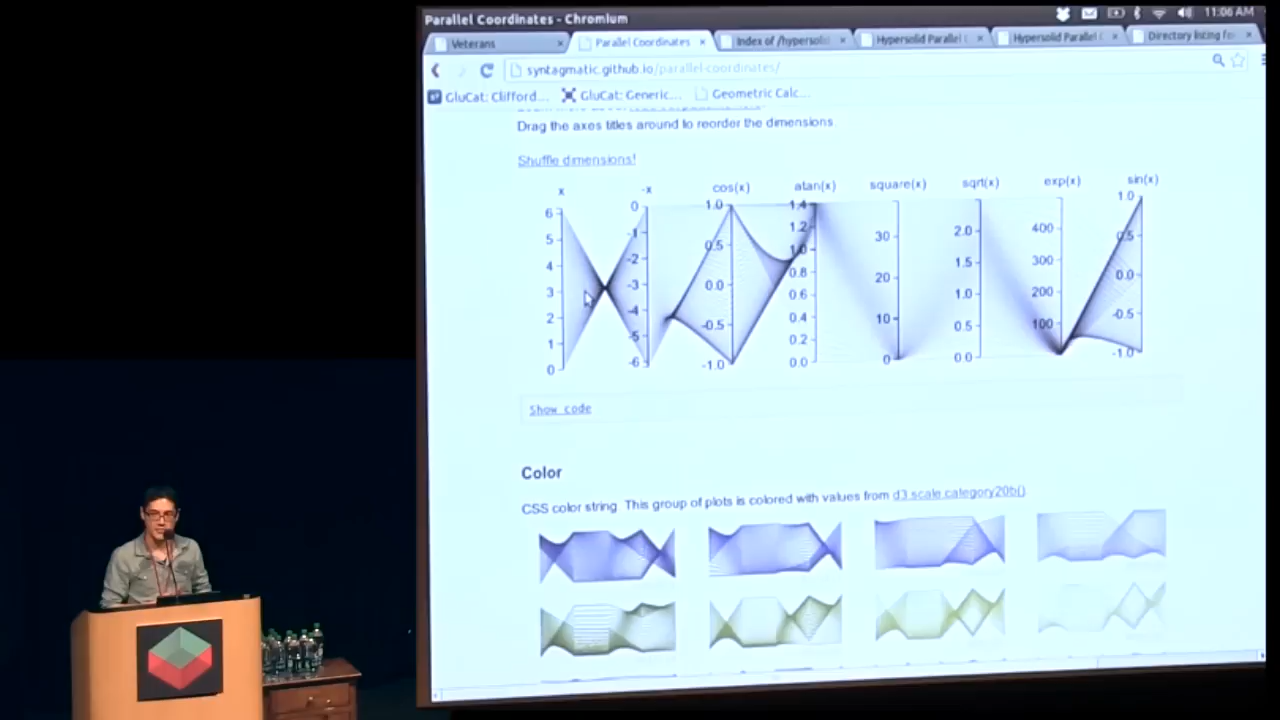 Parallel Coordinates - Chromium
11:06 AM
Veterans × Parallel Coordinates × Index of /hypersolid × Hypersolid Parallel C × Hypersolid Parallel C × Directory listing fo ×
syntagmatic.github.io/parallel-coordinates/
GluCat: Clifford... GluCat: Generic... Geometric Calc...
Drag the axes titles around to reorder the dimensions.
Shuffle dimensions!
x -x cos(x) atan(x) square(x) sqrt(x) exp(x) sin(x)
6 5 4 3 2 1 0
0 -1 -2 -3 -4 -5 -6
1.0 0.5 0.0 -0.5 -1.0
1.4 1.2 1.0 0.8 0.6 0.4 0.2 0.0
30 20 10 0
2.0 1.5 1.0 0.5 0.0
400 300 200 100
1.0 0.5 0.0 -0.5 -1.0
Show code
Color
CSS color string. This group of plots is colored with values from d3.scale.category20b()